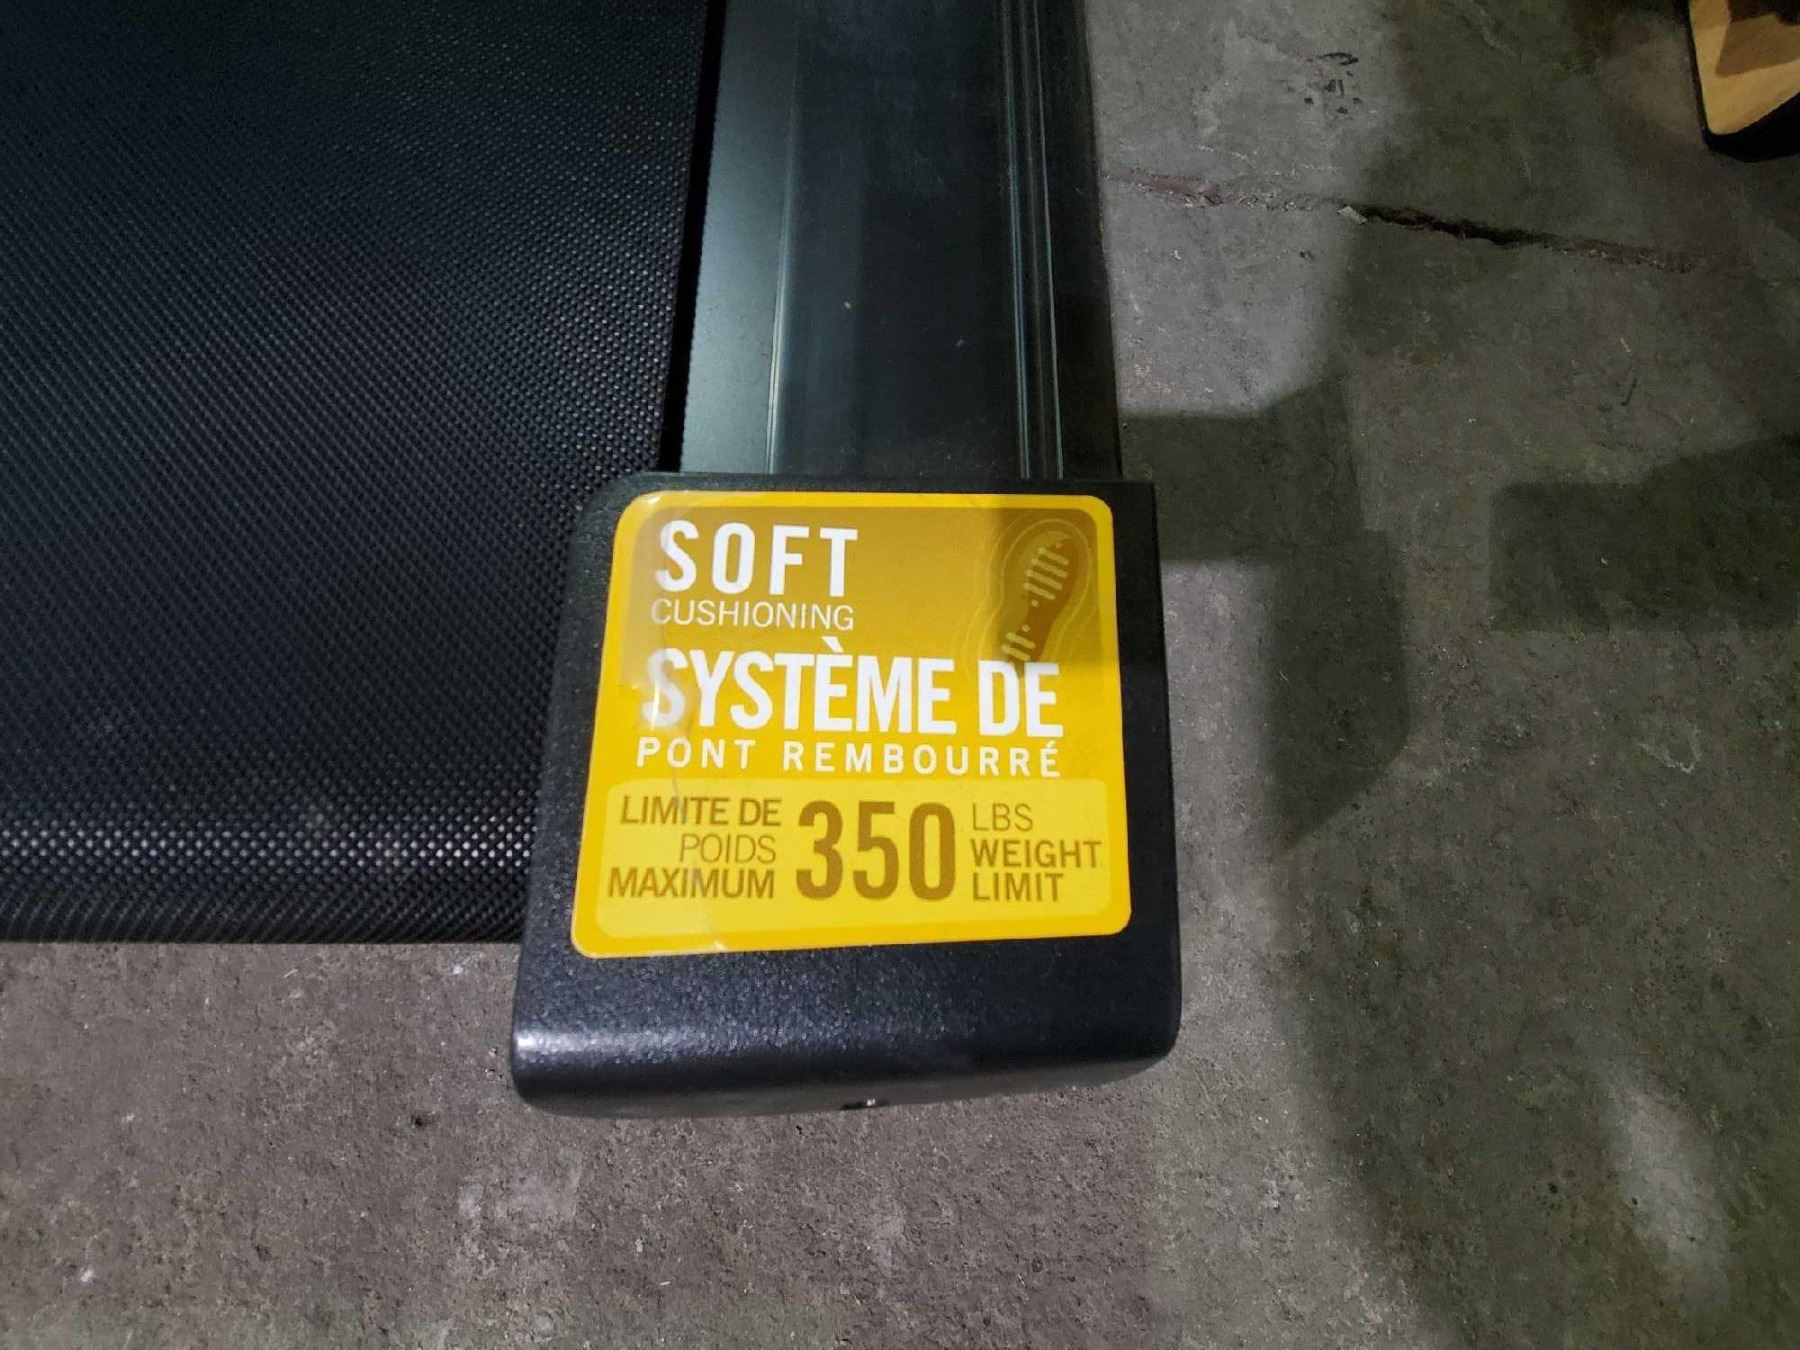 SOFT
CUSHIONING
SYSTÈME DE
PONT REMBOURRÉ
LIMITE DE
POIDS
MAXIMUM
350
LBS
WEIGHT
LIMIT